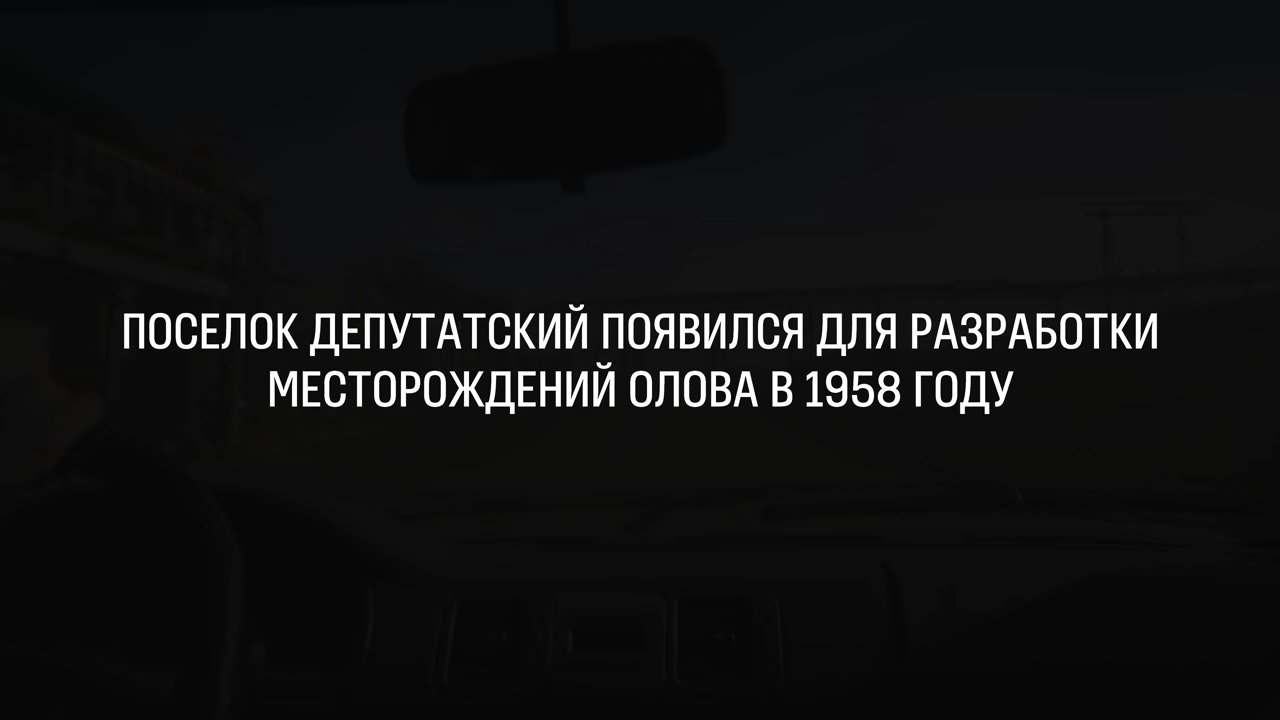 ПОСЕЛОК ДЕПУТАТСКИЙ ПОЯВИЛСЯ ДЛЯ РАЗРАБОТКИ
МЕСТОРОЖДЕНИЙ ОЛОВА В 1958 ГОДУ